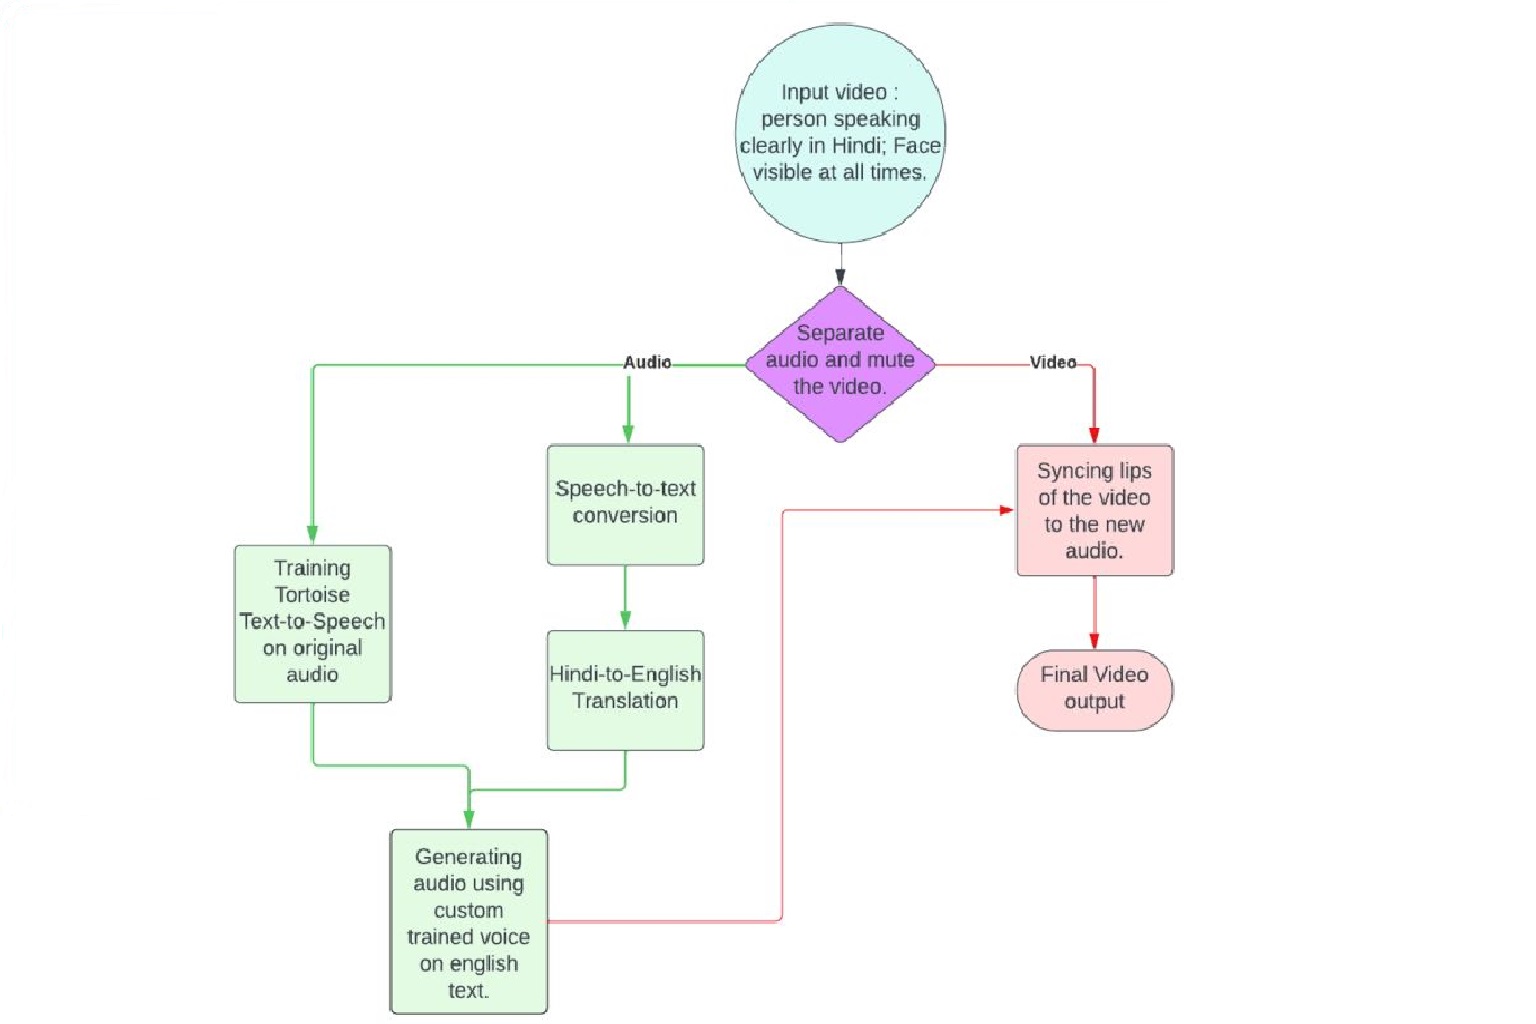 Input video :
person speaking
clearly in Hindi; Face
visible at all times.
Separate
audio and mute
the video.
Audio
Video
Speech-to-text
conversion
Syncing lips
of the video
to the new
audio.
Training
Tortoise
Text-to-Speech
on original
audio
Hindi-to-English
Translation
Final Video
output
Generating
audio using
custom
trained voice
on english
text.